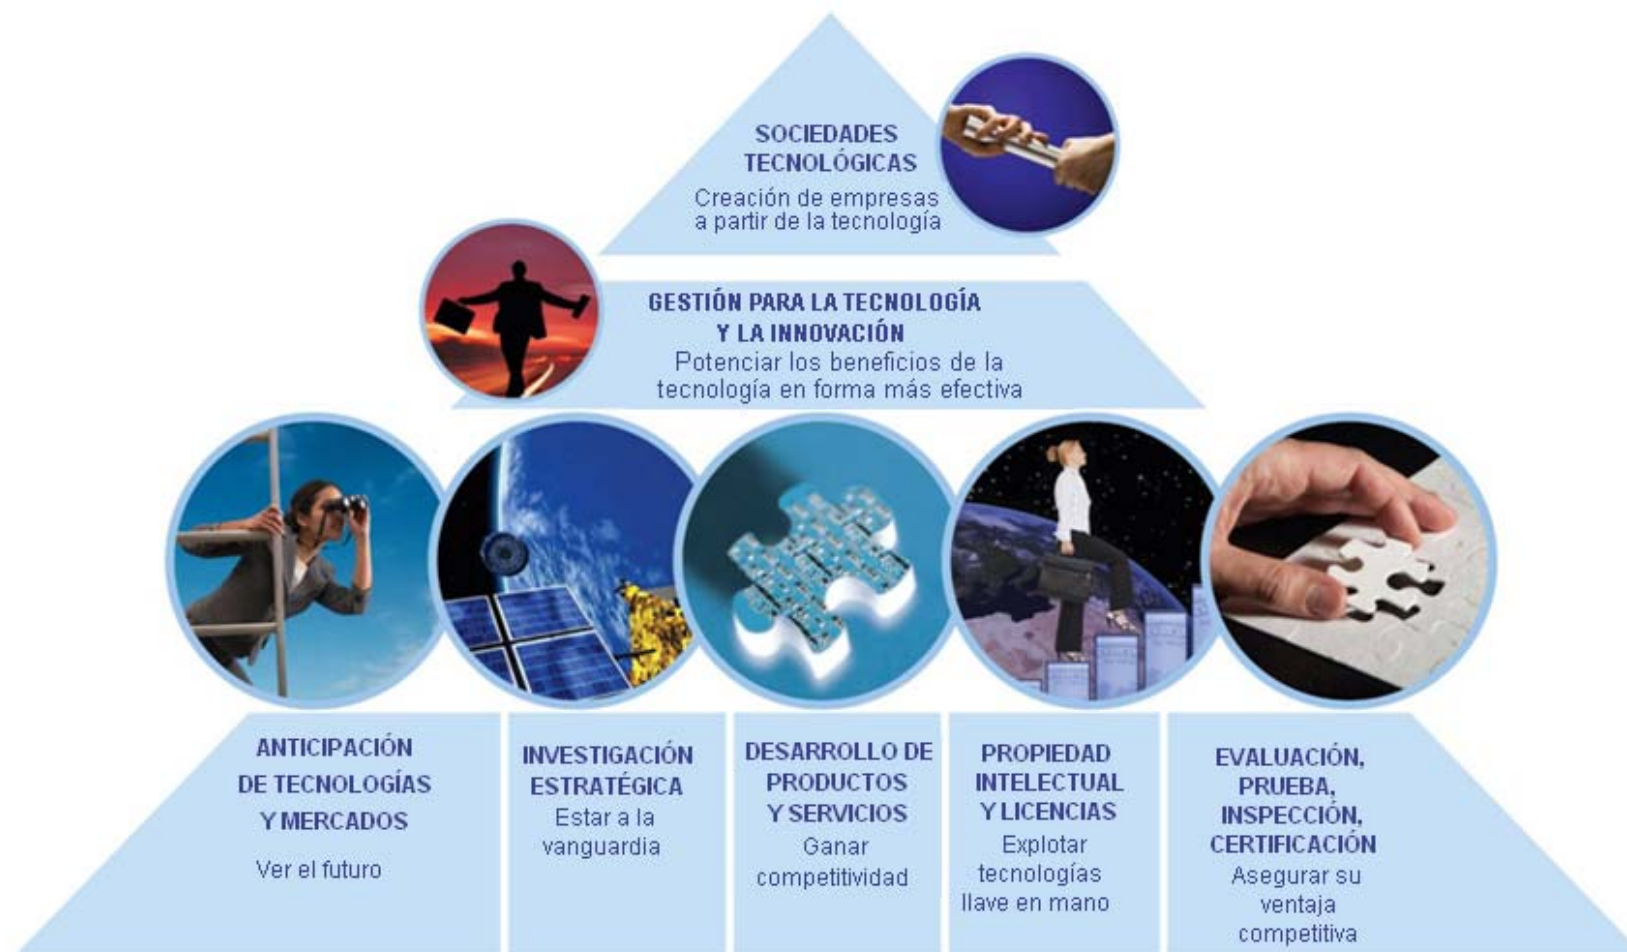 SOCIEDADES
TECNOLÓGICAS
Creación de empresas
a partir de la tecnología
GESTIÓN PARA LA TECNOLOGÍA
Y LA INNOVACIÓN
Potenciar los beneficios de la
tecnología en forma más efectiva
ANTICIPACIÓN
DE TECNOLOGÍAS
Y MERCADOS
Ver el futuro
INVESTIGACIÓN
ESTRATÉGICA
Estar a la
vanguardia
DESARROLLO DE
PRODUCTOS
Y SERVICIOS
Ganar
competitividad
PROPIEDAD
INTELECTUAL
Y LICENCIAS
Explotar
tecnologías
llave en mano
EVALUACIÓN,
PRUEBA,
INSPECCIÓN,
CERTIFICACIÓN
Asegurar su
ventaja
competitiva